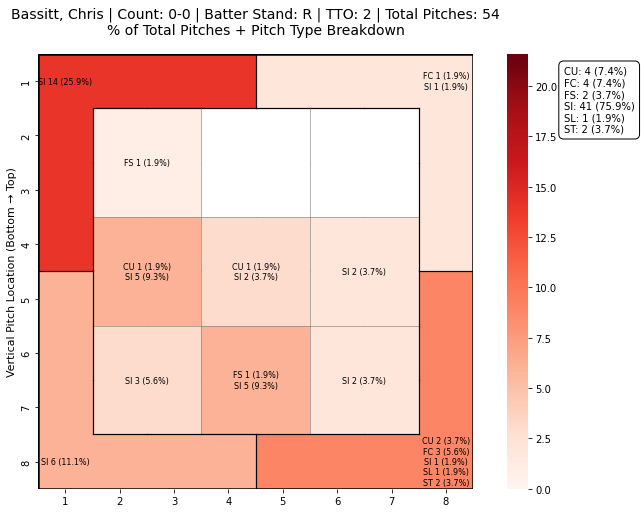 Bassitt, Chris | Count: 0-0 | Batter Stand: R | TTO: 2 | Total Pitches: 54
% of Total Pitches + Pitch Type Breakdown
SI 14 (25.9%)
FC 1 (1.9%)
SI 1 (1.9%)
FS 1 (1.9%)
CU 1 (1.9%)
SI 5 (9.3%)
CU 1 (1.9%)
SI 2 (3.7%)
SI 2 (3.7%)
SI 3 (5.6%)
FS 1 (1.9%)
SI 5 (9.3%)
SI 2 (3.7%)
SI 6 (11.1%)
CU 2 (3.7%)
FC 3 (5.6%)
SI 1 (1.9%)
SL 1 (1.9%)
ST 2 (3.7%)
Vertical Pitch Location (Bottom → Top)
1
2
3
4
5
6
7
8
1
2
3
4
5
6
7
8
20.0
17.5
15.0
12.5
10.0
7.5
5.0
2.5
0.0
CU: 4 (7.4%)
FC: 4 (7.4%)
FS: 2 (3.7%)
SI: 41 (75.9%)
SL: 1 (1.9%)
ST: 2 (3.7%)